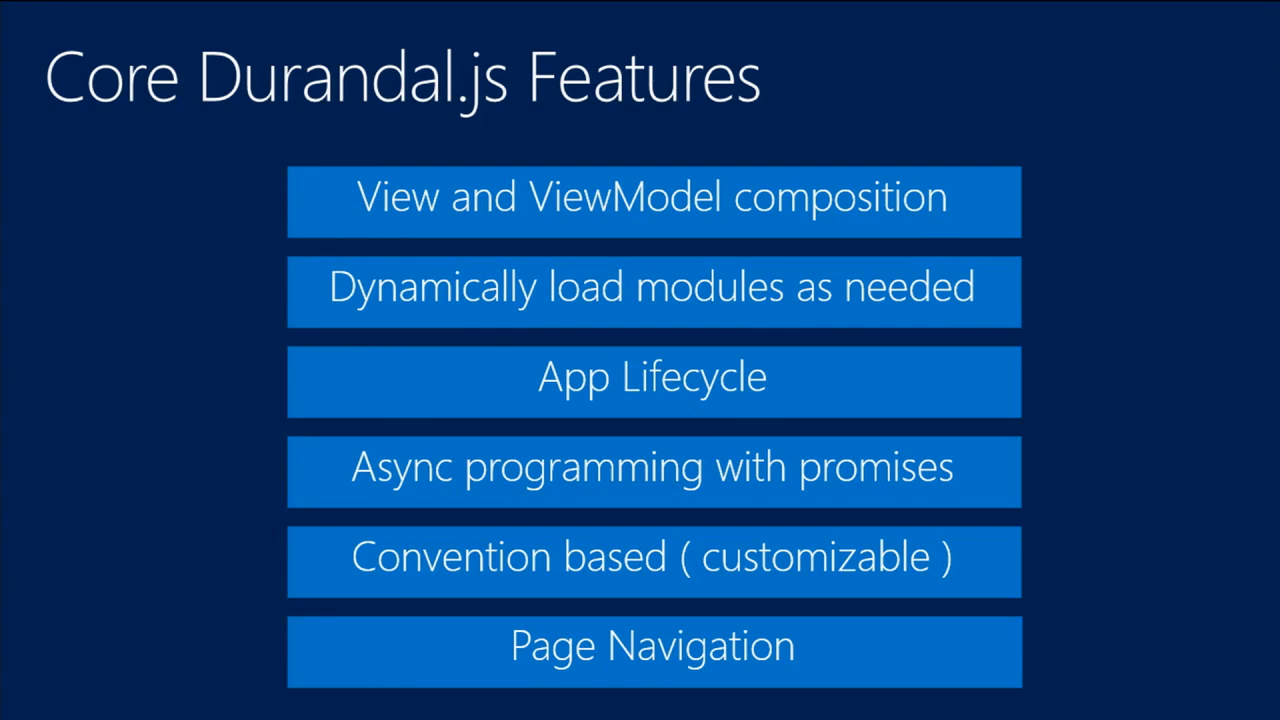 Core Durandal.js Features
View and ViewModel composition
Dynamically load modules as needed
App Lifecycle
Async programming with promises
Convention based ( customizable )
Page Navigation